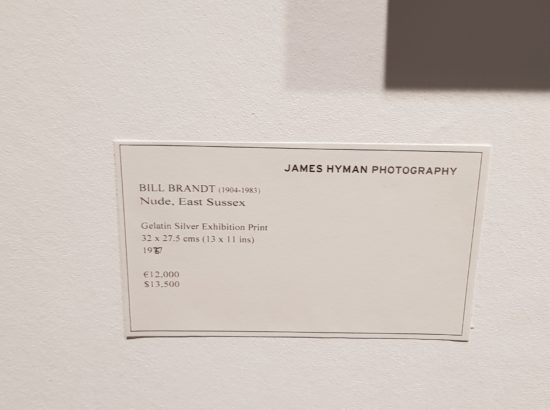 JAMES HYMAN PHOTOGRAPHY
BILL BRANDT (1904-1983)
Nude, East Sussex
Gelatin Silver Exhibition Print
32 x 27.5 cms (13 x 11 ins)
€12,000
$13,500